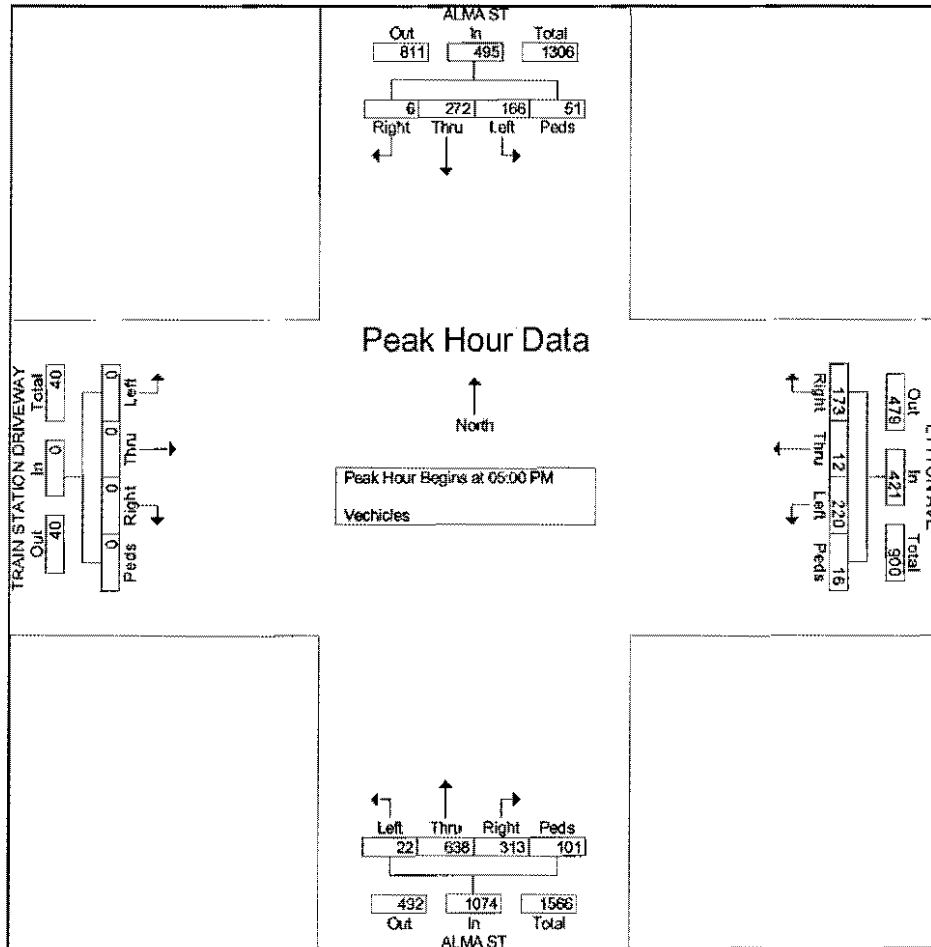 ALMA ST
Out In Total
811 495 1306
6 272 166 51
Right Thru Left Peds
Peak Hour Data
North
Peak Hour Begins at 05:00 PM
Vechicles
TRAIN STATION DRIVEWAY
Out In Total
40 0 40
0 0 0 0
Left Thru Right Peds
Out In Total
479 421 900
173 12 220 16
Right Thru Left Peds
Left Thru Right Peds
22 638 313 101
492 1074 1566
Out In Total
ALMA ST